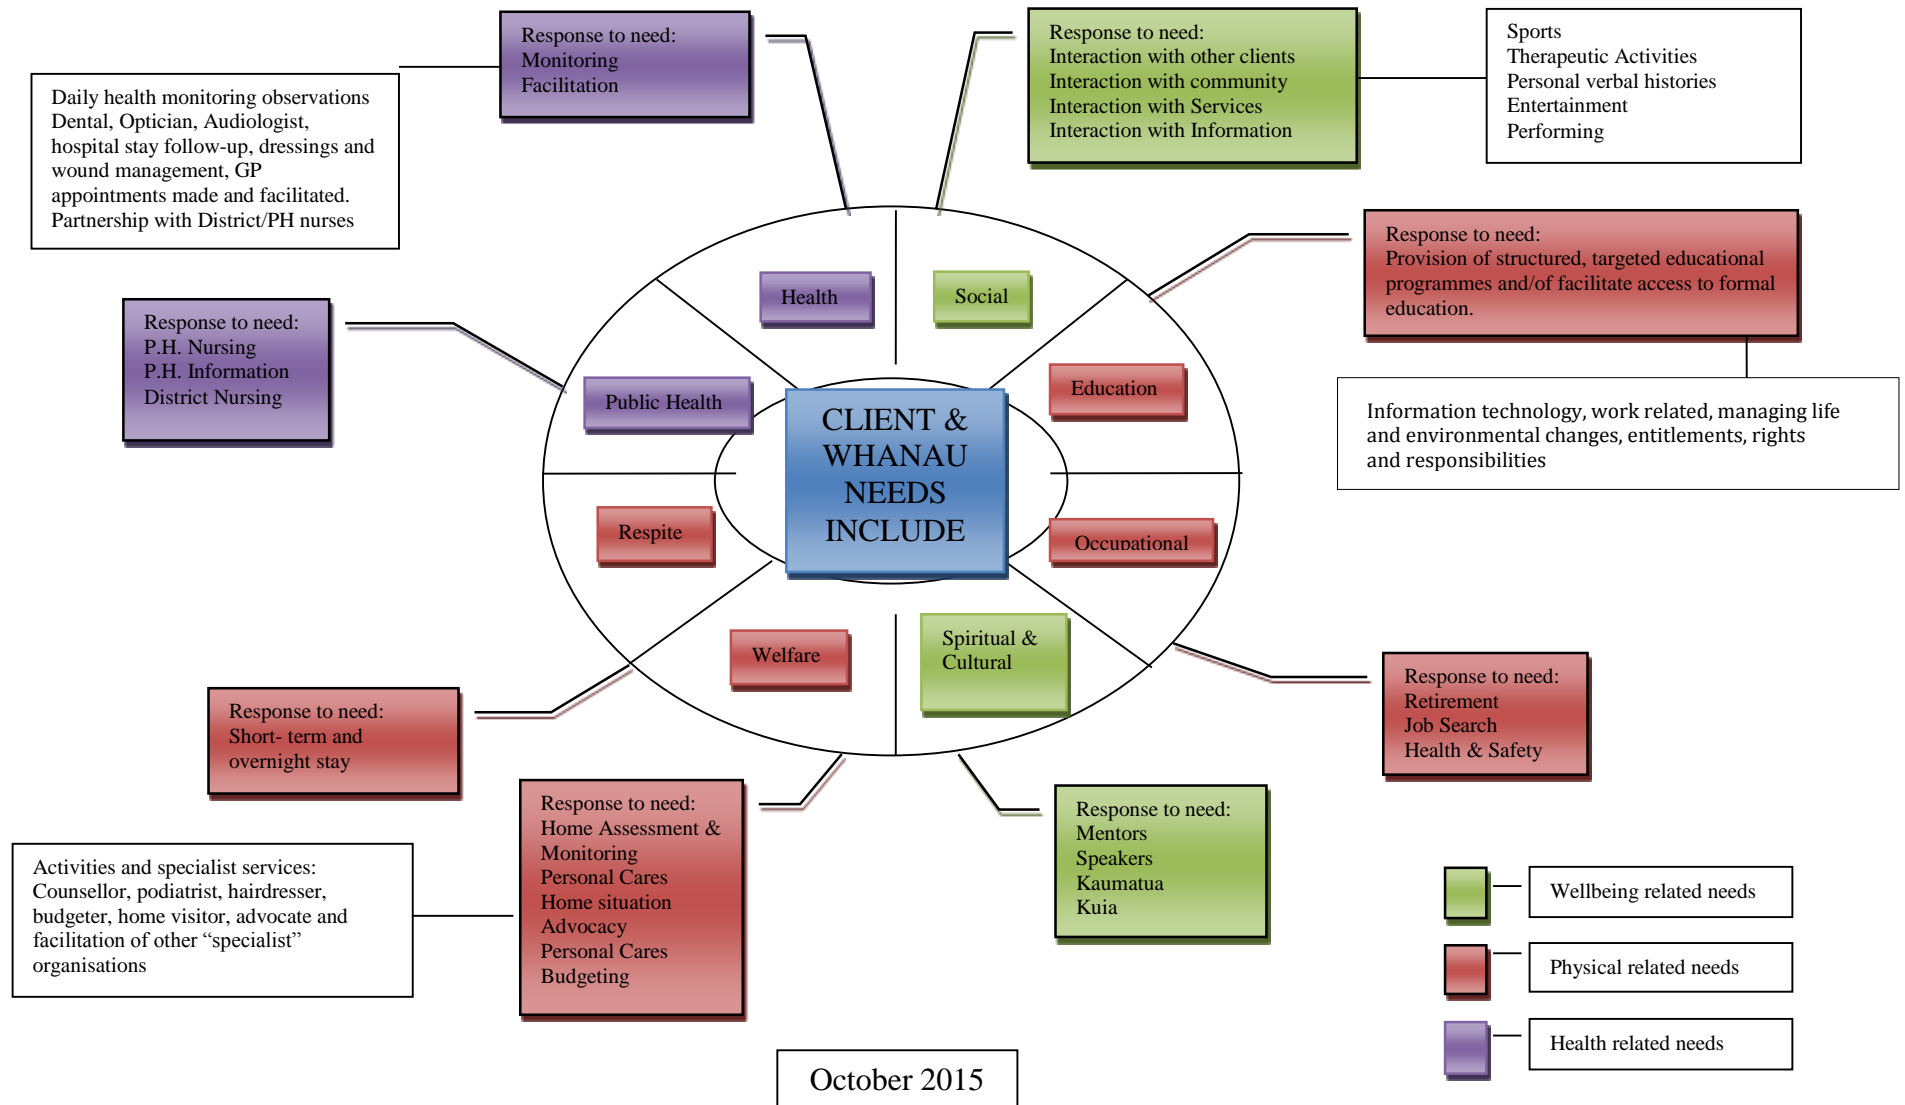 Response to need:
Monitoring
Facilitation
Daily health monitoring observations
Dental, Optician, Audiologist,
hospital stay follow-up, dressings and
wound management, GP
appointments made and facilitated.
Partnership with District/PH nurses
Response to need:
Interaction with other clients
Interaction with community
Interaction with Services
Interaction with Information
Sports
Therapeutic Activities
Personal verbal histories
Entertainment
Performing
Response to need:
Provision of structured, targeted educational
programmes and/of facilitate access to formal
education.
Information technology, work related, managing life
and environmental changes, entitlements, rights
and responsibilities
Response to need:
P.H. Nursing
P.H. Information
District Nursing
Health
Social
Public Health
Education
CLIENT &
WHANAU
NEEDS
INCLUDE
Respite
Occupational
Welfare
Spiritual &
Cultural
Response to need:
Short- term and
overnight stay
Response to need:
Retirement
Job Search
Health & Safety
Response to need:
Home Assessment &
Monitoring
Personal Cares
Home situation
Advocacy
Personal Cares
Budgeting
Activities and specialist services:
Counsellor, podiatrist, hairdresser,
budgeter, home visitor, advocate and
facilitation of other “specialist”
organisations
Response to need:
Mentors
Speakers
Kaumatua
Kuia
Wellbeing related needs
Physical related needs
Health related needs
October 2015